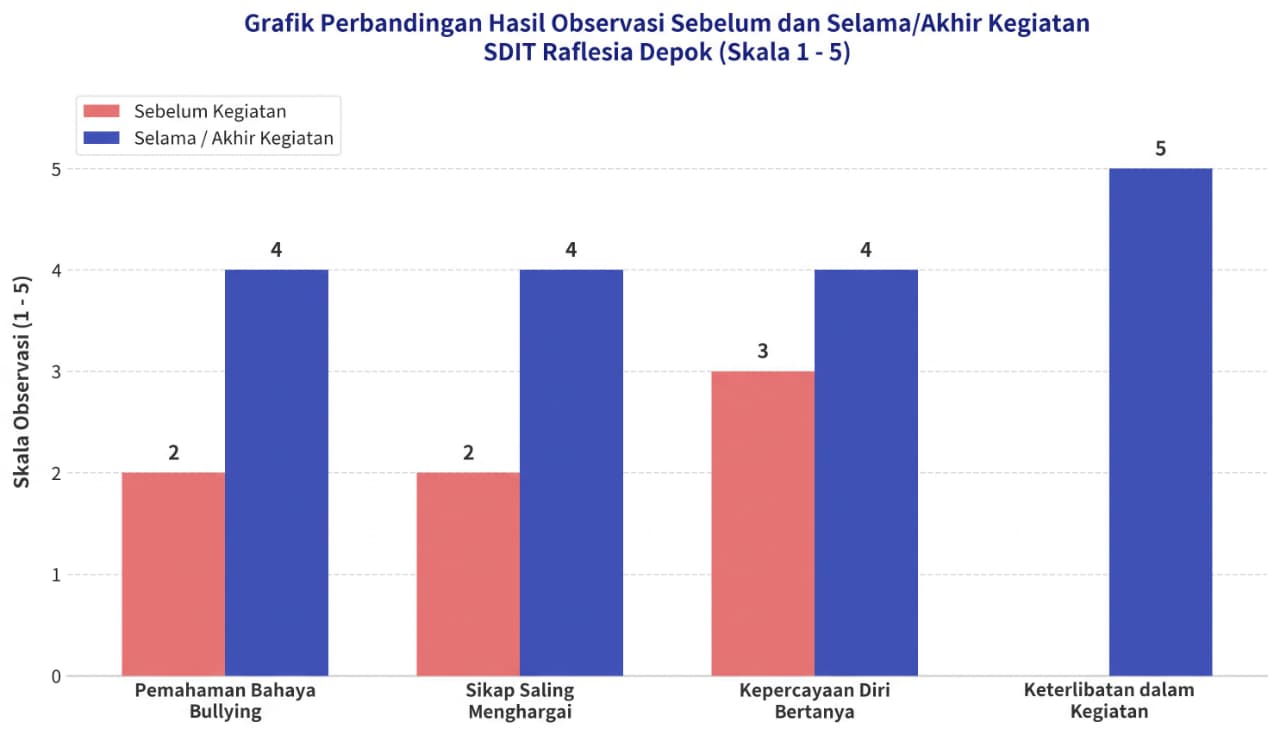 Grafik Perbandingan Hasil Observasi Sebelum dan Selama/Akhir Kegiatan
SDIT Raflesia Depok (Skala 1 - 5)
Sebelum Kegiatan
Selama / Akhir Kegiatan
Skala Observasi (1 - 5)
5
4
3
2
1
0
2
4
2
4
3
4
5
Pemahaman Bahaya
Bullying
Sikap Saling
Menghargai
Kepercayaan Diri
Bertanya
Keterlibatan dalam
Kegiatan